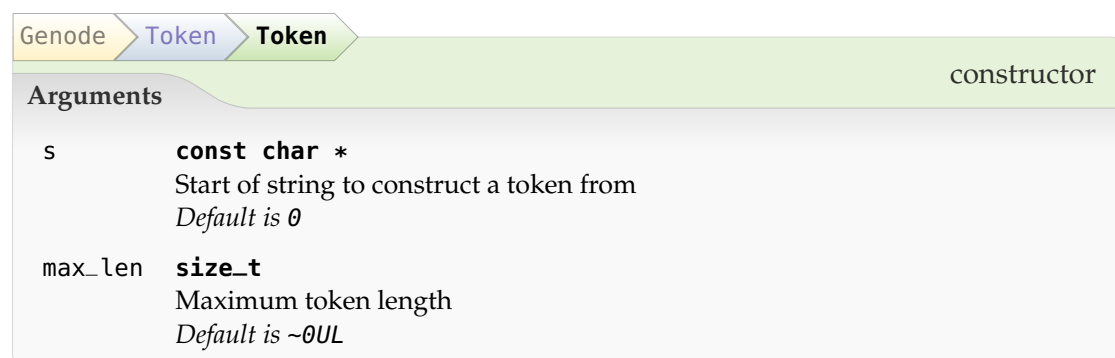 Genode Token Token
constructor
Arguments
s const char *
Start of string to construct a token from
Default is 0
max_len size_t
Maximum token length
Default is ~0UL